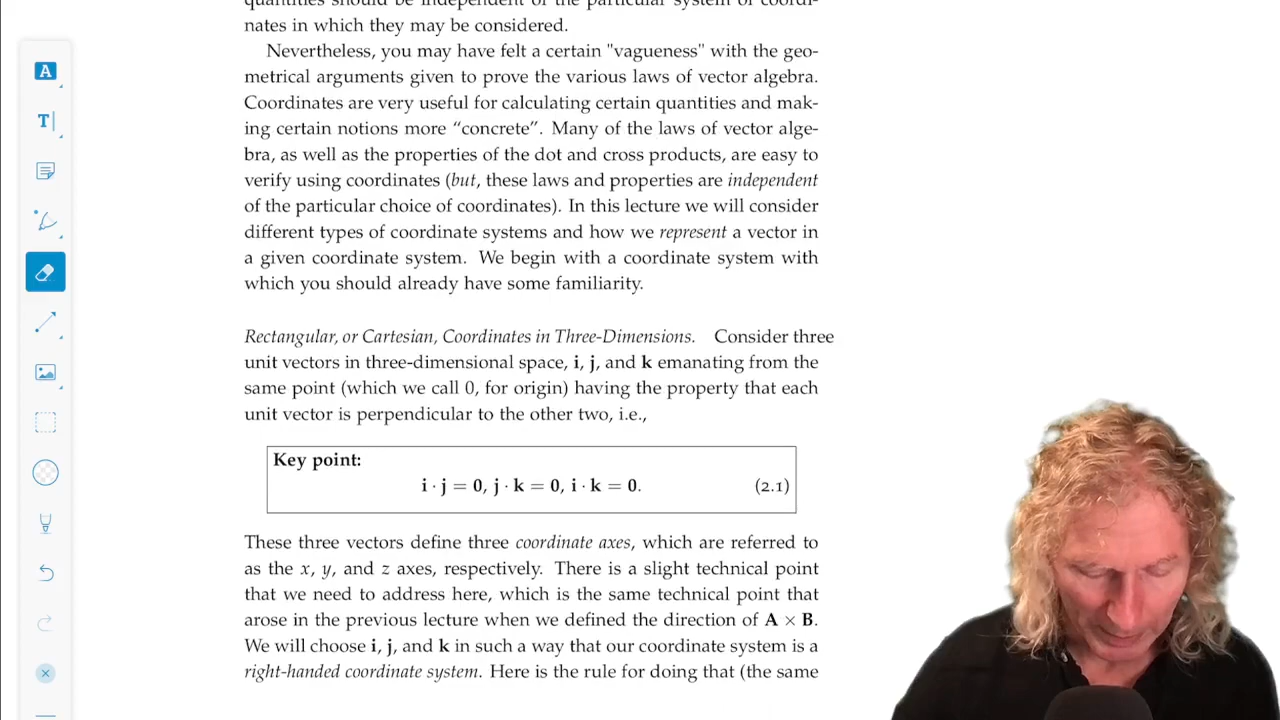 quantities should be independent of the particular system of coordi-
nates in which they may be considered.
Nevertheless, you may have felt a certain "vagueness" with the geo-
metrical arguments given to prove the various laws of vector algebra.
Coordinates are very useful for calculating certain quantities and mak-
ing certain notions more “concrete”. Many of the laws of vector alge-
bra, as well as the properties of the dot and cross products, are easy to
verify using coordinates (but, these laws and properties are independent
of the particular choice of coordinates). In this lecture we will consider
different types of coordinate systems and how we represent a vector in
a given coordinate system. We begin with a coordinate system with
which you should already have some familiarity.
Rectangular, or Cartesian, Coordinates in Three-Dimensions. Consider three
unit vectors in three-dimensional space, i, j, and k emanating from the
same point (which we call 0, for origin) having the property that each
unit vector is perpendicular to the other two, i.e.,
Key point:
i · j = 0, j · k = 0, i · k = 0. (2.1)
These three vectors define three coordinate axes, which are referred to
as the x, y, and z axes, respectively. There is a slight technical point
that we need to address here, which is the same technical point that
arose in the previous lecture when we defined the direction of A × B.
We will choose i, j, and k in such a way that our coordinate system is a
right-handed coordinate system. Here is the rule for doing that (the same
A
T